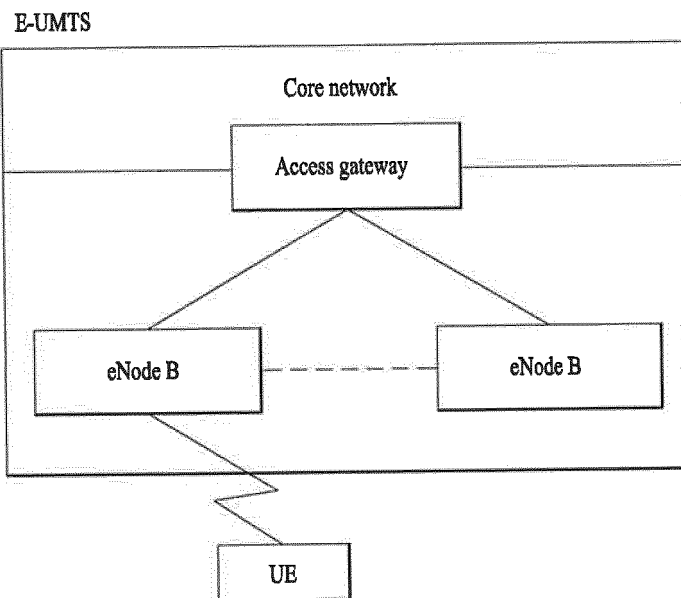 E-UMTS
Core network
Access gateway
eNode B
eNode B
UE